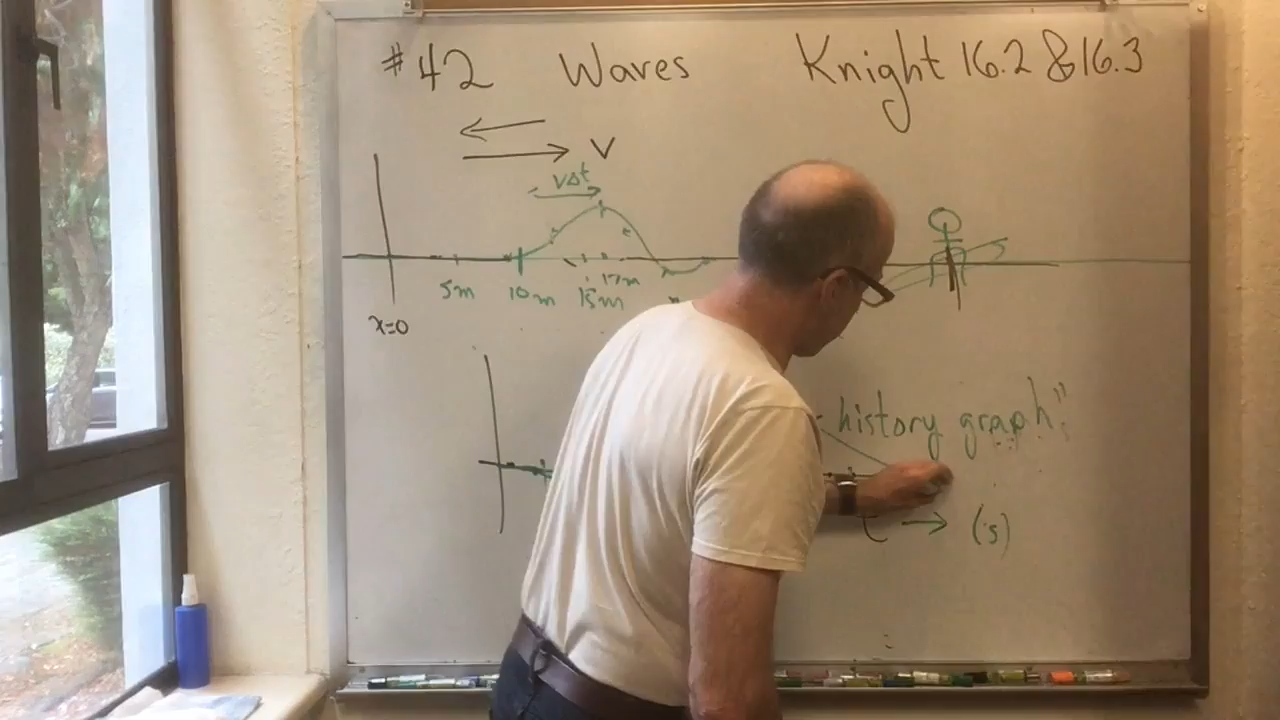 #42 Waves Knight 16.2 & 16.3
V
vΔt
5m 10m 15m 17m
x=0
history graph"
t → (s)